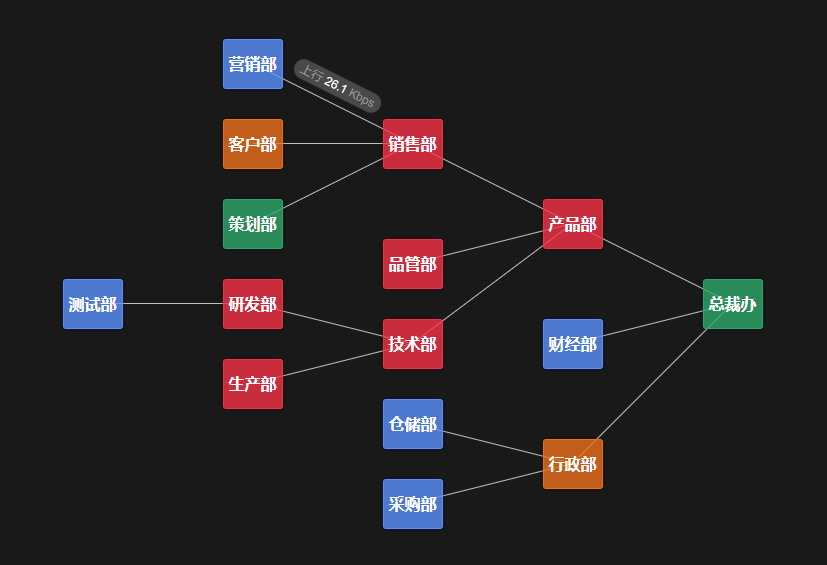 营销部
上行 26.1 Kbps
客户部
销售部
策划部
产品部
品管部
测试部
研发部
总裁办
技术部
财经部
生产部
仓储部
行政部
采购部